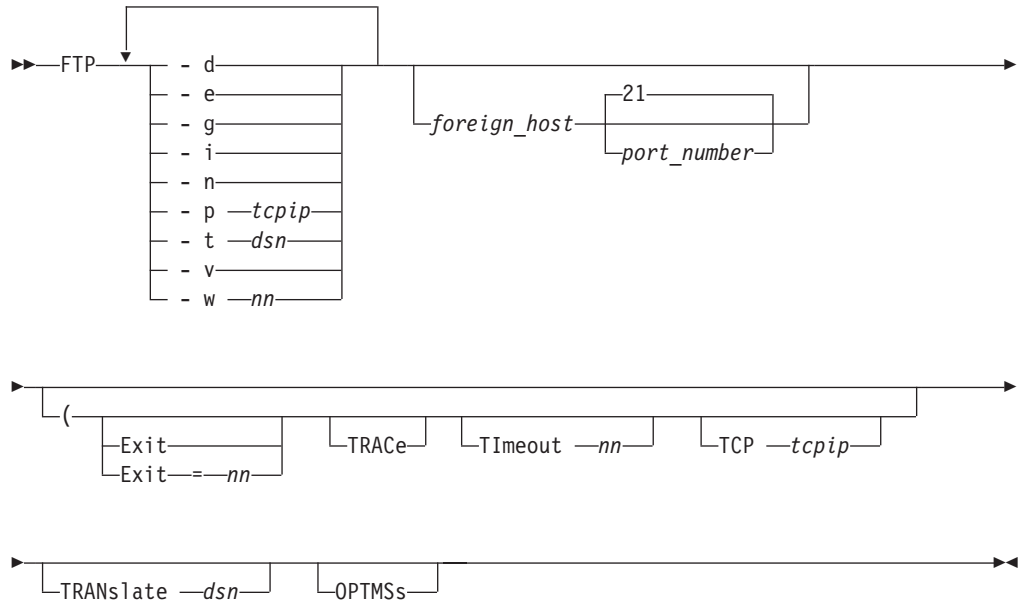 FTP - d
- e
- g
- i
- n
- p tcpip
- t dsn
- v
- w nn
21
foreign_host
port_number
(
Exit
Exit = nn
TRACe
TImeout nn
TCP tcpip
TRANslate dsn
OPTMSs